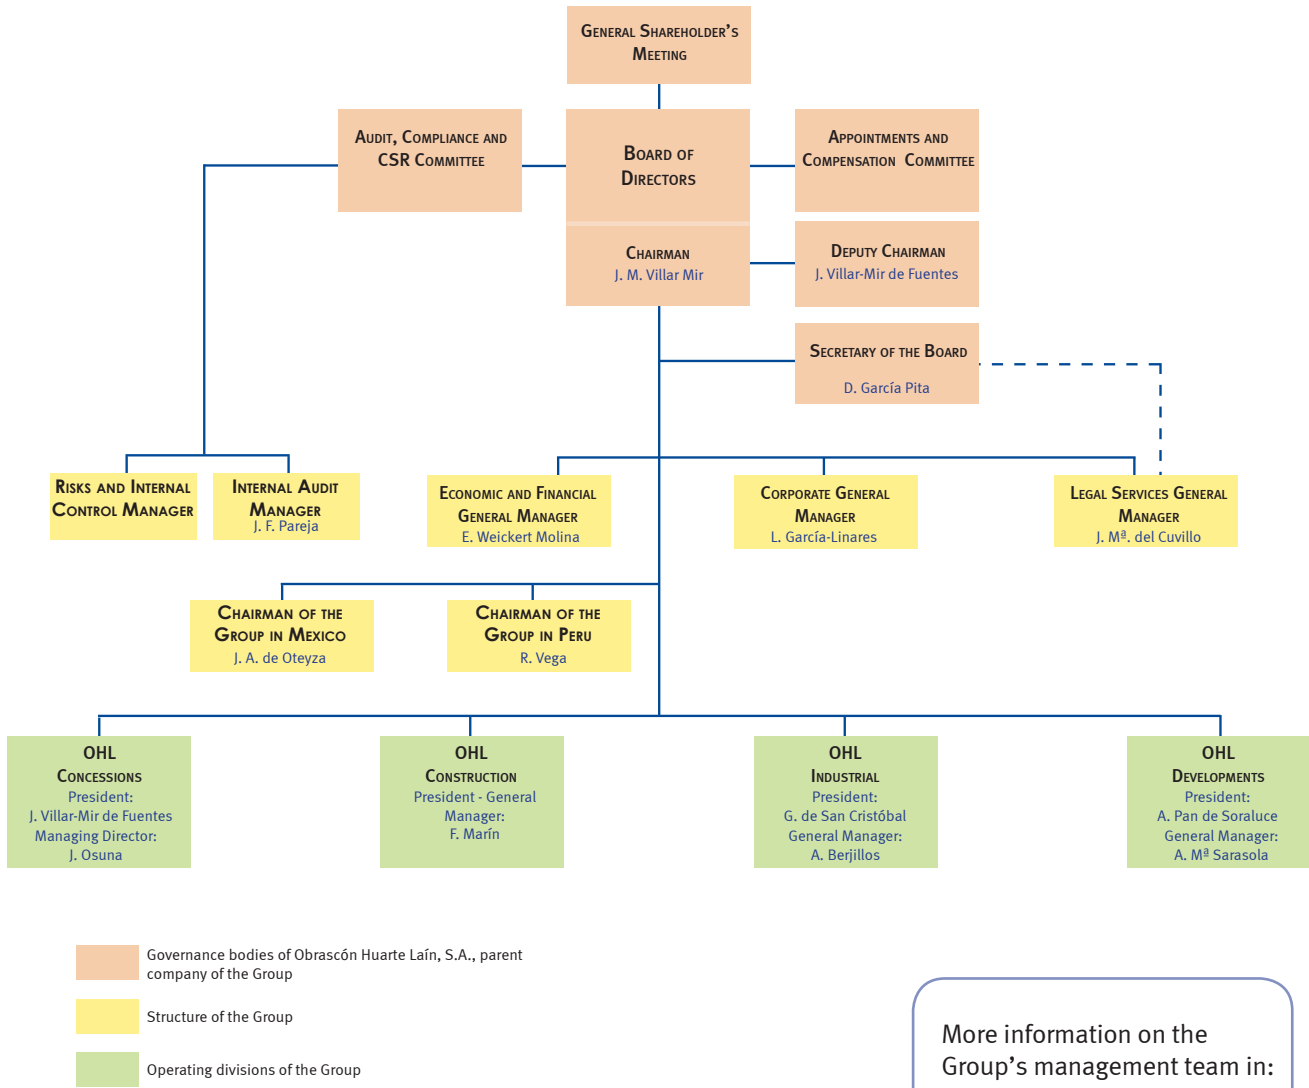 General Shareholder's
Meeting
Audit, Compliance and
CSR Committee
Board of
Directors
Appointments and
Compensation Committee
Chairman
J. M. Villar Mir
Deputy Chairman
J. Villar-Mir de Fuentes
Secretary of the Board
D. García Pita
Risks and Internal
Control Manager
Internal Audit
Manager
J. F. Pareja
Economic and Financial
General Manager
E. Weickert Molina
Corporate General
Manager
L. García-Linares
Legal Services General
Manager
J. Mª. del Cuvillo
Chairman of the
Group in Mexico
J. A. de Oteyza
Chairman of the
Group in Peru
R. Vega
OHL
Concessions
President:
J. Villar-Mir de Fuentes
Managing Director:
J. Osuna
OHL
Construction
President - General
Manager:
F. Marín
OHL
Industrial
President:
G. de San Cristóbal
General Manager:
A. Berjillos
OHL
Developments
President:
A. Pan de Soraluce
General Manager:
A. Mª Sarasola
Governance bodies of Obrascón Huarte Laín, S.A., parent
company of the Group
Structure of the Group
Operating divisions of the Group
More information on the
Group's management team in: